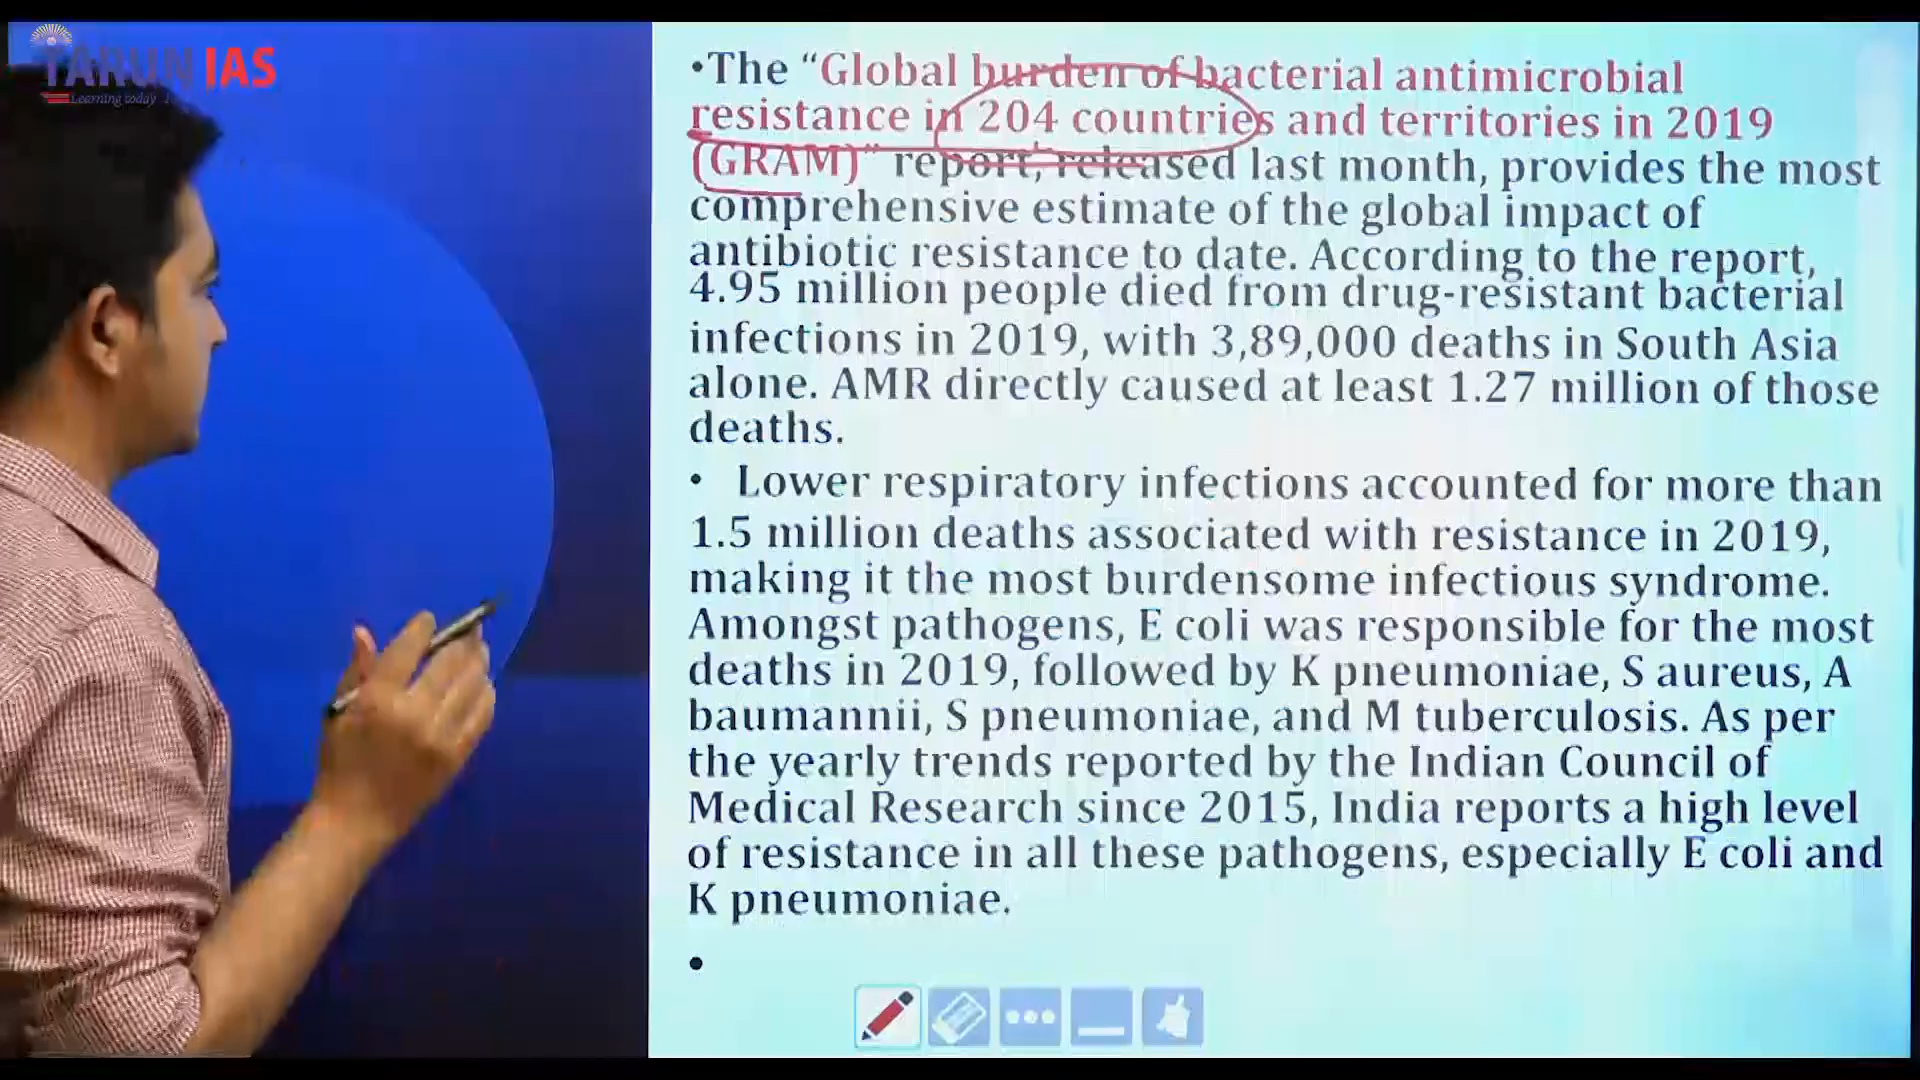 TARUN IAS
Learning today
•The “Global burden of bacterial antimicrobial
resistance in 204 countries and territories in 2019
(GRAM)” report, released last month, provides the most
comprehensive estimate of the global impact of
antibiotic resistance to date. According to the report,
4.95 million people died from drug-resistant bacterial
infections in 2019, with 3,89,000 deaths in South Asia
alone. AMR directly caused at least 1.27 million of those
deaths.
• Lower respiratory infections accounted for more than
1.5 million deaths associated with resistance in 2019,
making it the most burdensome infectious syndrome.
Amongst pathogens, E coli was responsible for the most
deaths in 2019, followed by K pneumoniae, S aureus, A
baumannii, S pneumoniae, and M tuberculosis. As per
the yearly trends reported by the Indian Council of
Medical Research since 2015, India reports a high level
of resistance in all these pathogens, especially E coli and
K pneumoniae.
•